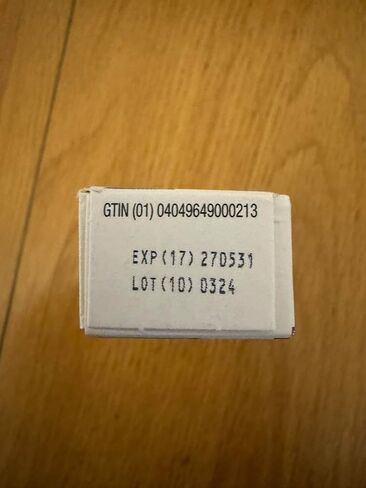 GTIN (01) 04049649000213
EXP (17) 270531
LOT (10) 0324